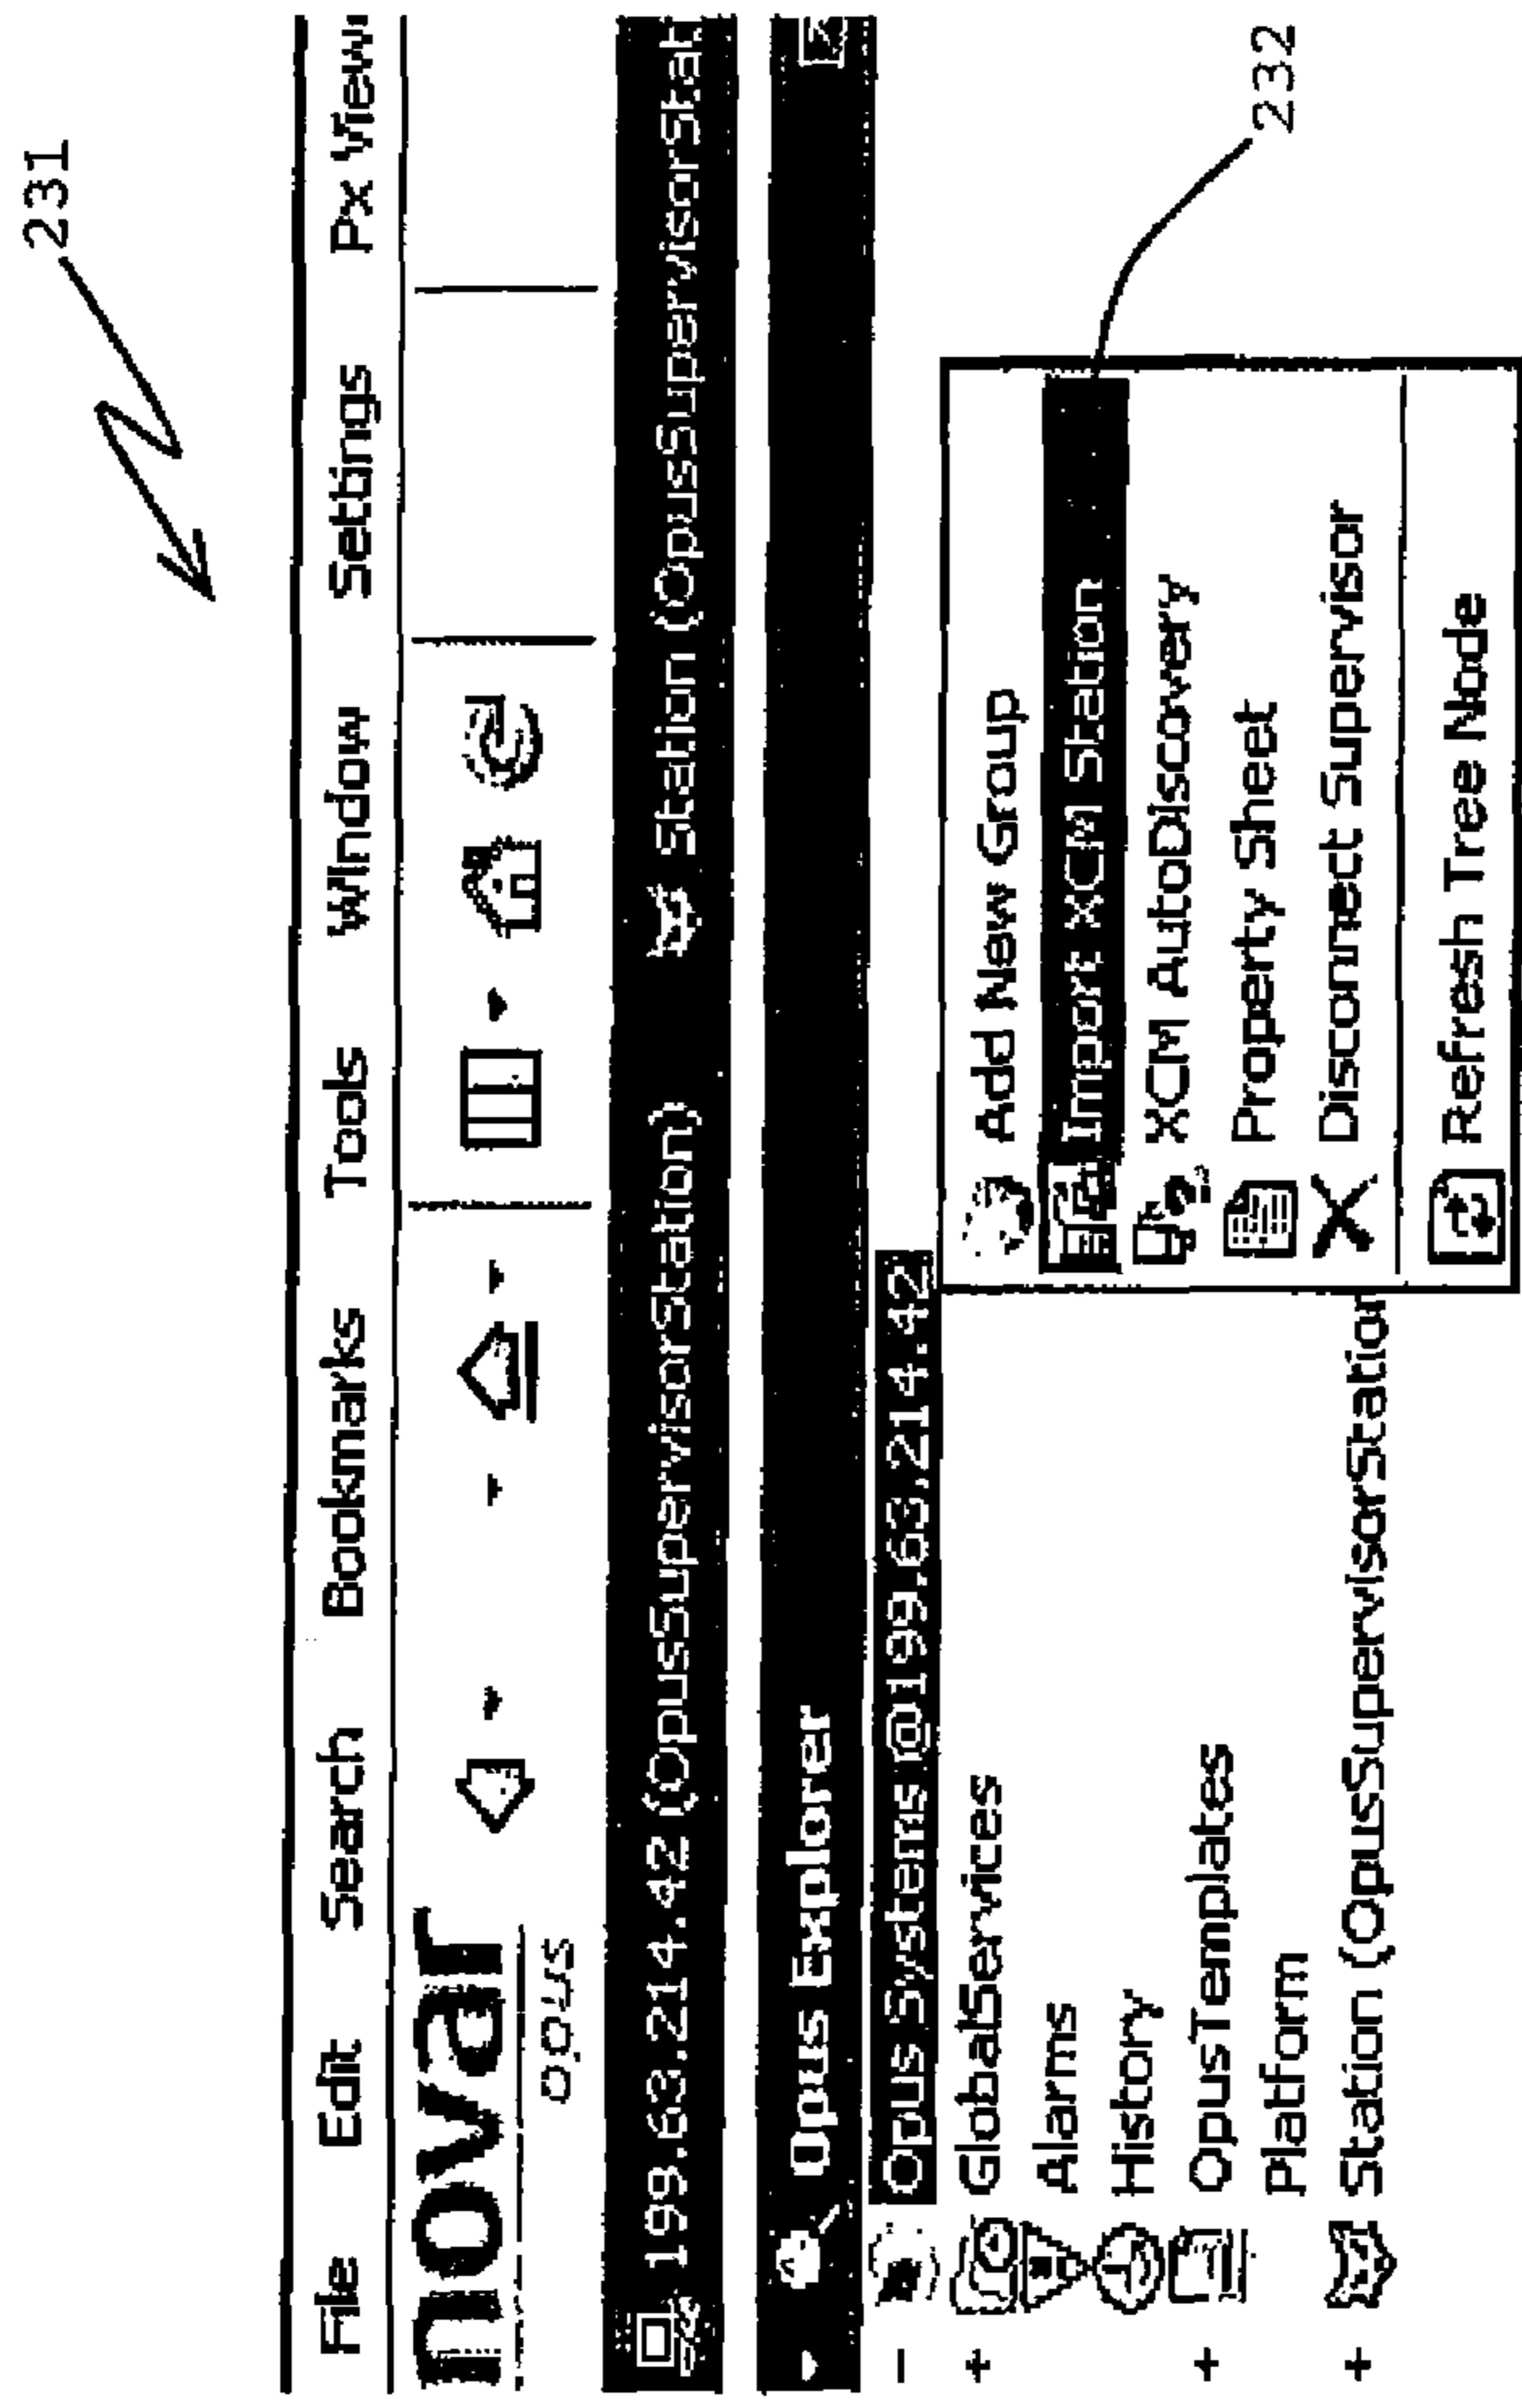 231
File Edit Search Bookmarks Tools Window Settings Px View
novar
opus
199.63.214.42 (OpusSupervisorStation) Station (OpusSupervisorStat
Opus Explorer
Opus Systems @199.63.214.42
GlobalServices
Alarms
History
OpusTemplates
Platform
Station (OpusSupervisorStation
Add New Group
Import XCM Station
XCM AutoDiscovery
Property Sheet
Disconnect Supervisor
Refresh Tree Node
232